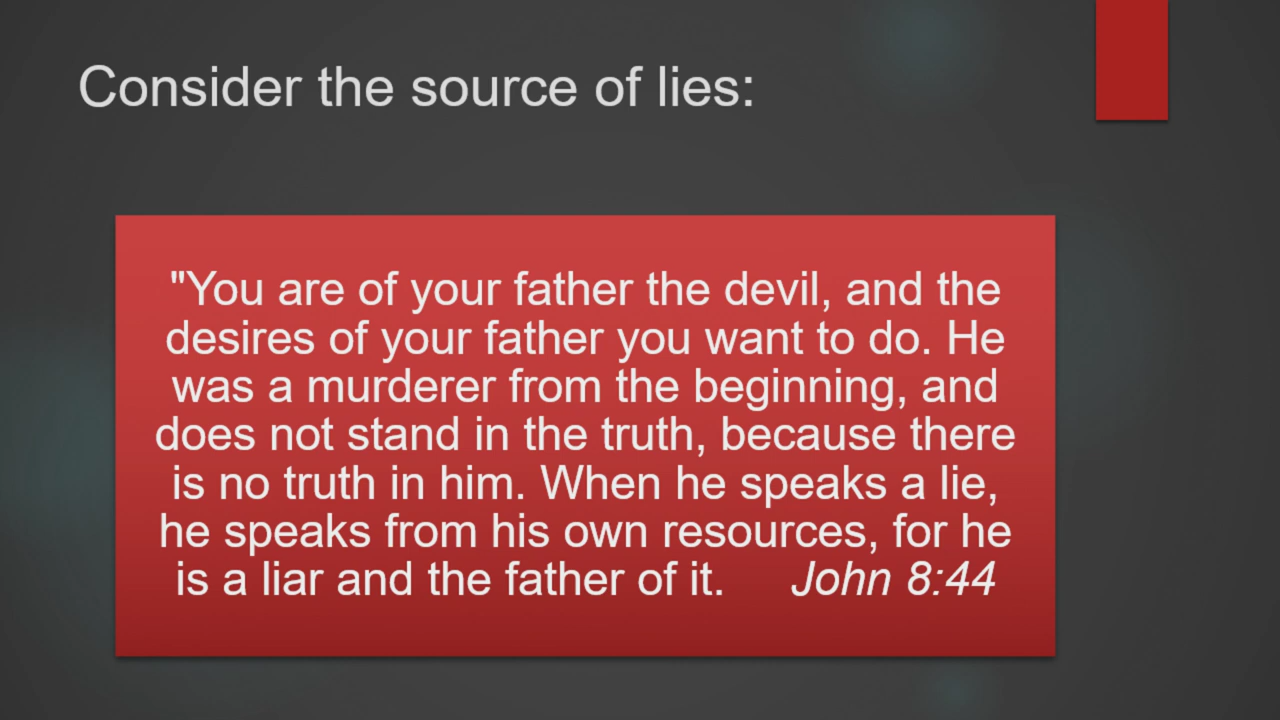 Consider the source of lies:
"You are of your father the devil, and the
desires of your father you want to do. He
was a murderer from the beginning, and
does not stand in the truth, because there
is no truth in him. When he speaks a lie,
he speaks from his own resources, for he
is a liar and the father of it. John 8:44